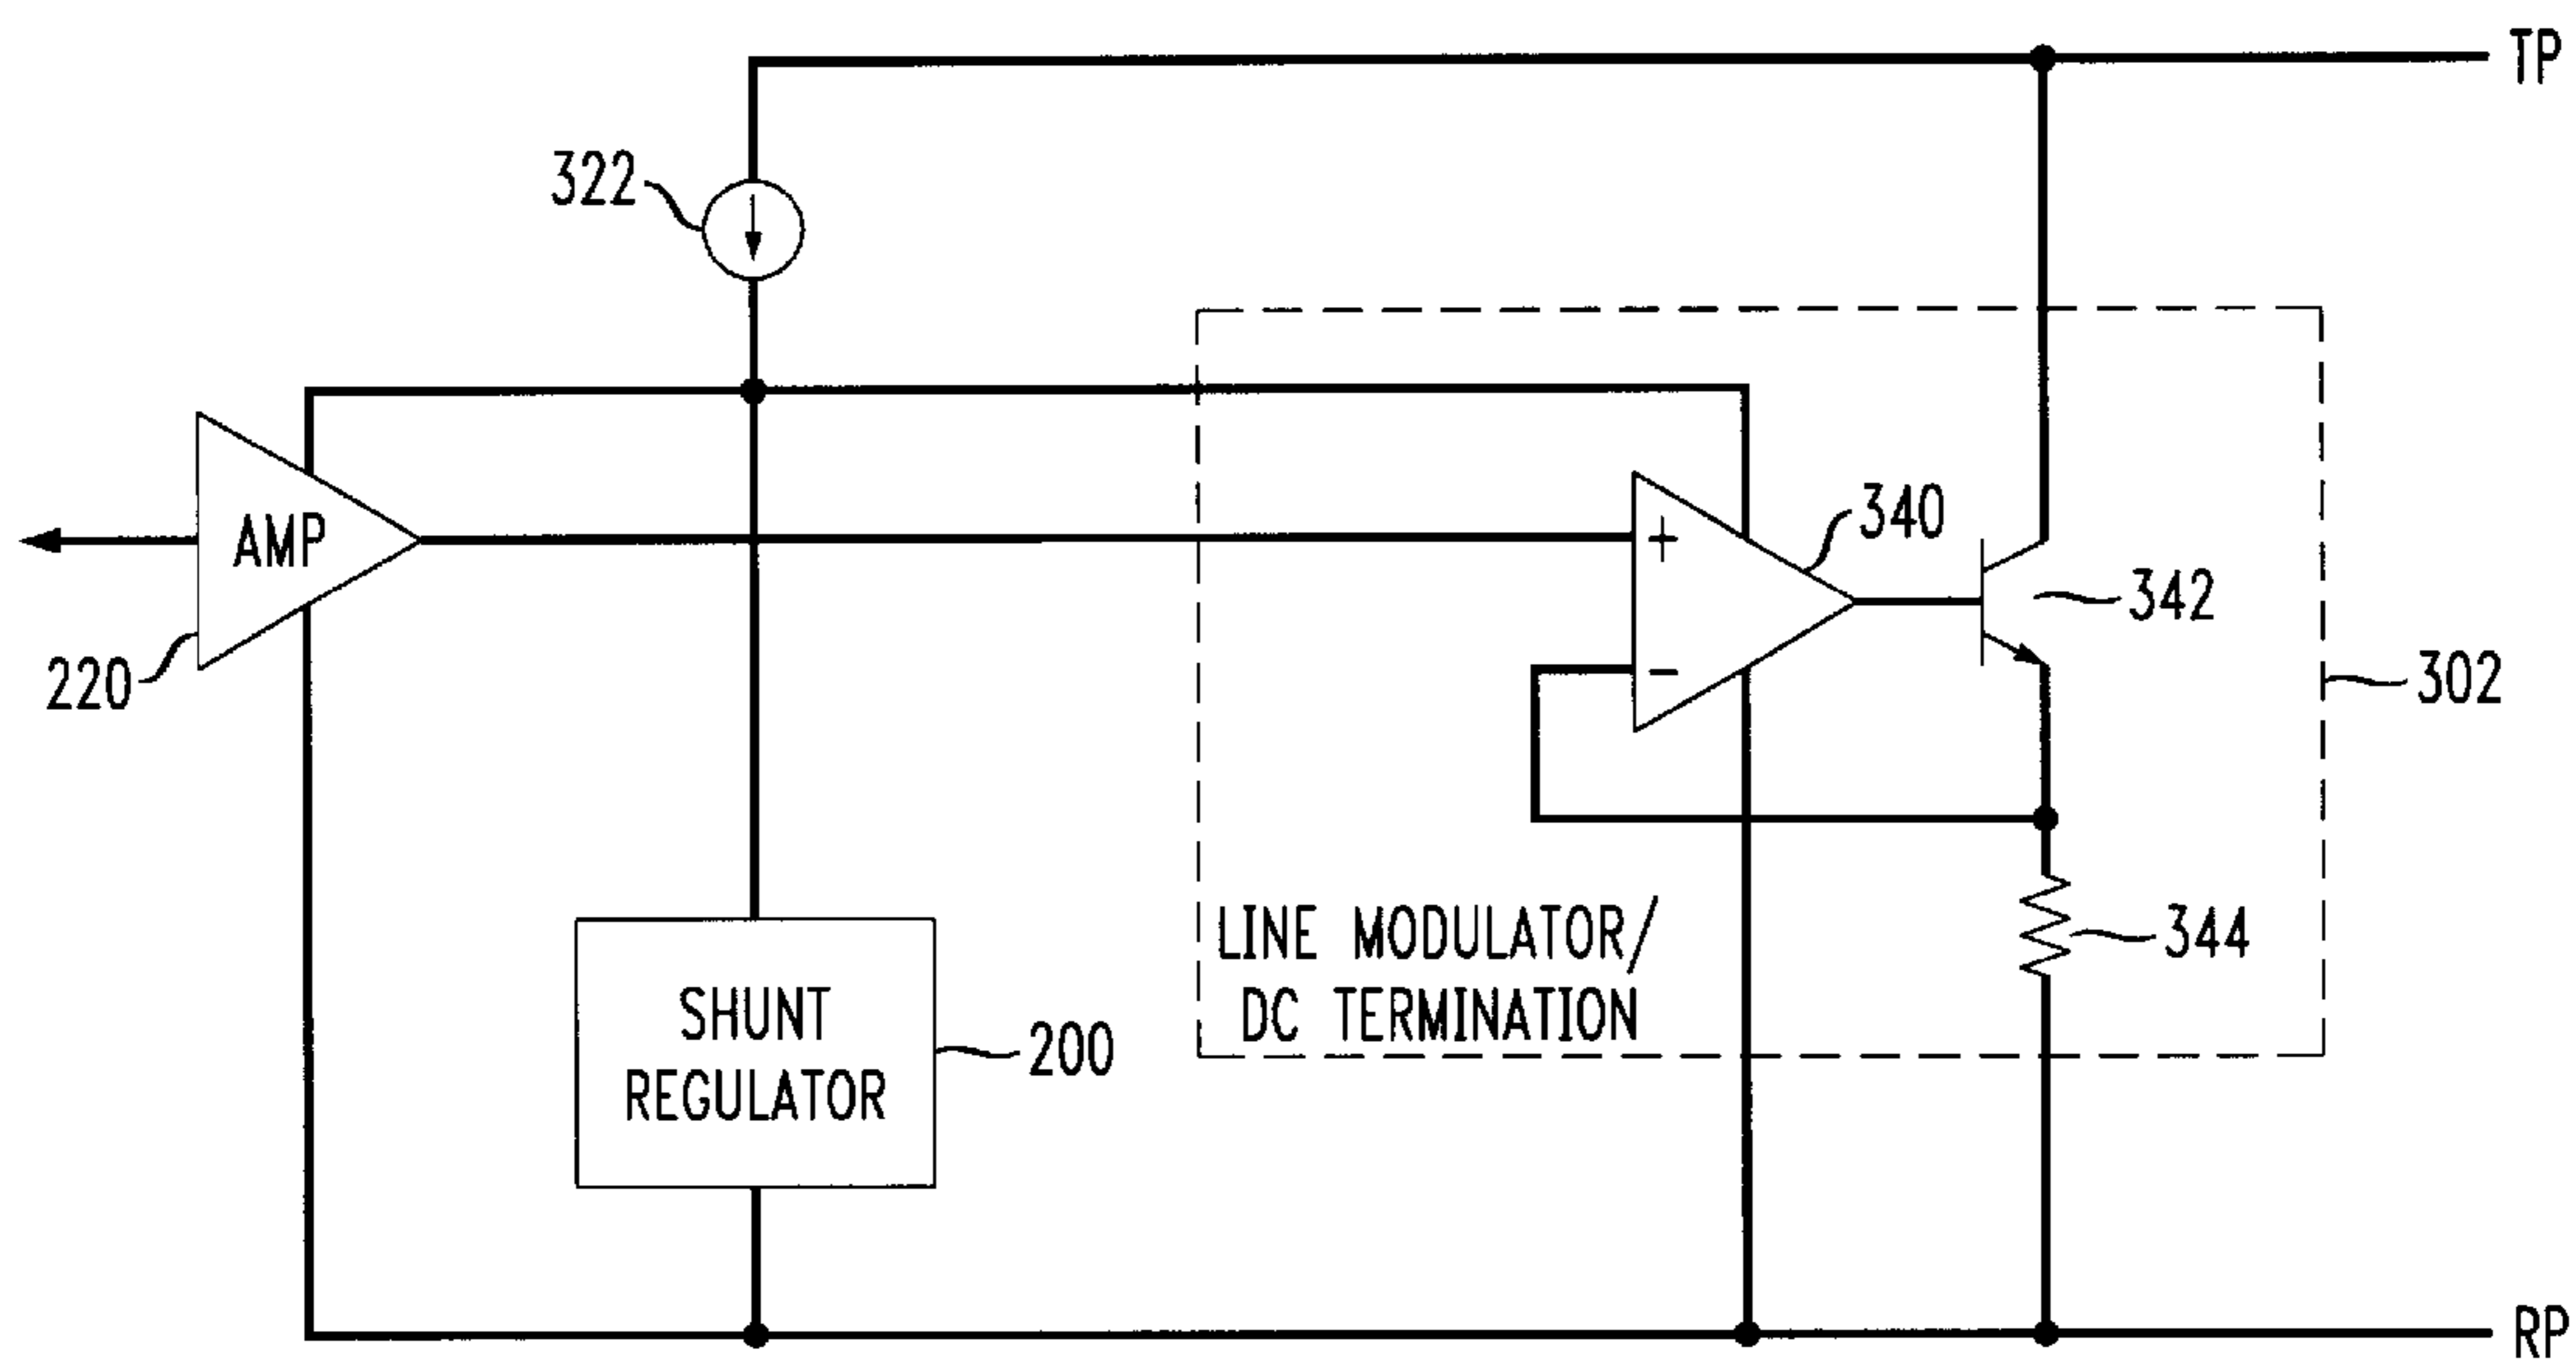 TP
322
AMP
220
+
−
340
342
302
LINE MODULATOR/
DC TERMINATION
344
SHUNT
REGULATOR
200
RP